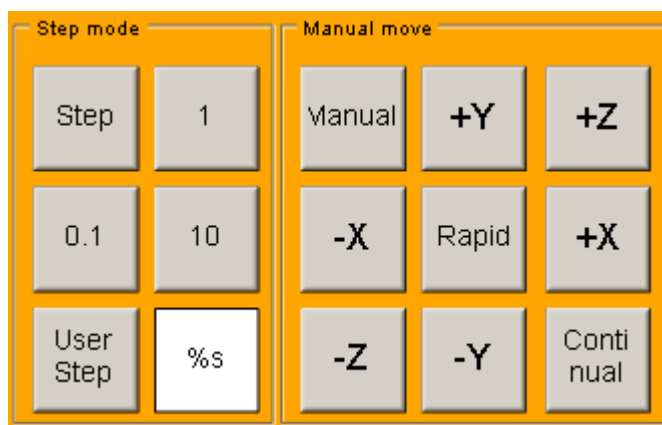 Step mode
Manual move
Step
1
Manual
+Y
+Z
0.1
10
-X
Rapid
+X
User
Step
%s
-Z
-Y
Conti
nual